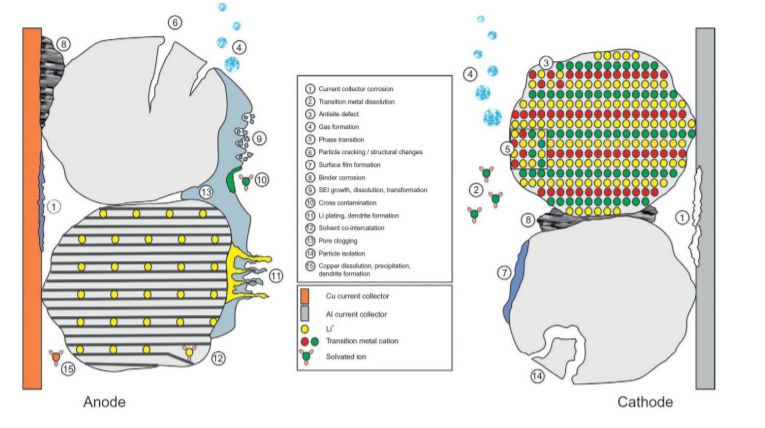 6
8
4
9
10
13
1
11
12
15
Anode
① Current collector corrosion
② Transition metal dissolution
③ Antisite defect
④ Gas formation
⑤ Phase transition
⑥ Particle cracking / structural changes
⑦ Surface film formation
⑧ Binder corrosion
⑨ SEI growth, dissolution, transformation
⑩ Cross contamination
⑪ Li plating, dendrite formation
⑫ Solvent co-intercalation
⑬ Pore clogging
⑭ Particle isolation
⑮ Copper dissolution, precipitation,
dendrite formation
Cu current collector
Al current collector
Li⁺
Transition metal cation
Solvated ion
3
4
5
2
8
1
7
14
Cathode